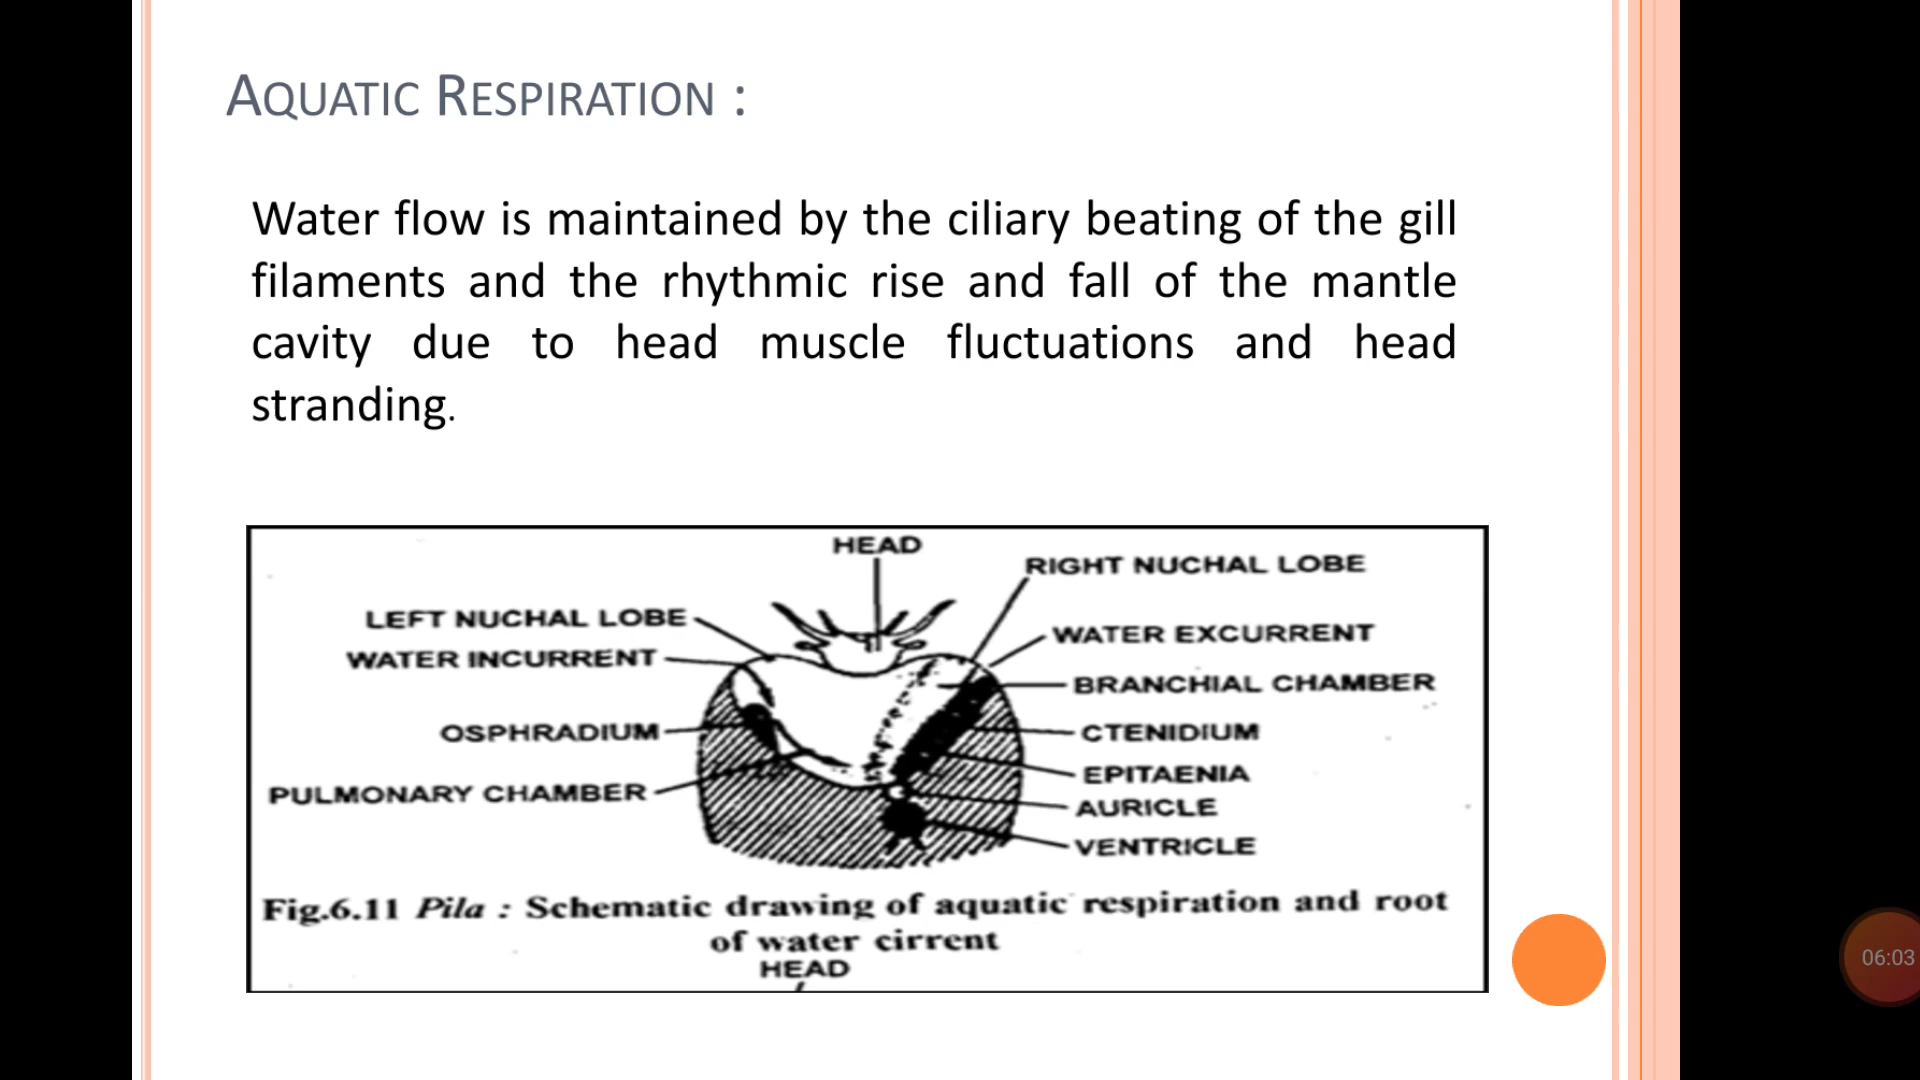 AQUATIC RESPIRATION :
Water flow is maintained by the ciliary beating of the gill
filaments and the rhythmic rise and fall of the mantle
cavity due to head muscle fluctuations and head
stranding.
HEAD
RIGHT NUCHAL LOBE
LEFT NUCHAL LOBE
WATER EXCURRENT
WATER INCURRENT
BRANCHIAL CHAMBER
OSPHRADIUM
CTENIDIUM
EPITAENIA
PULMONARY CHAMBER
AURICLE
VENTRICLE
Fig.6.11 Pila : Schematic drawing of aquatic respiration and root
of water cirrent
HEAD
06:03